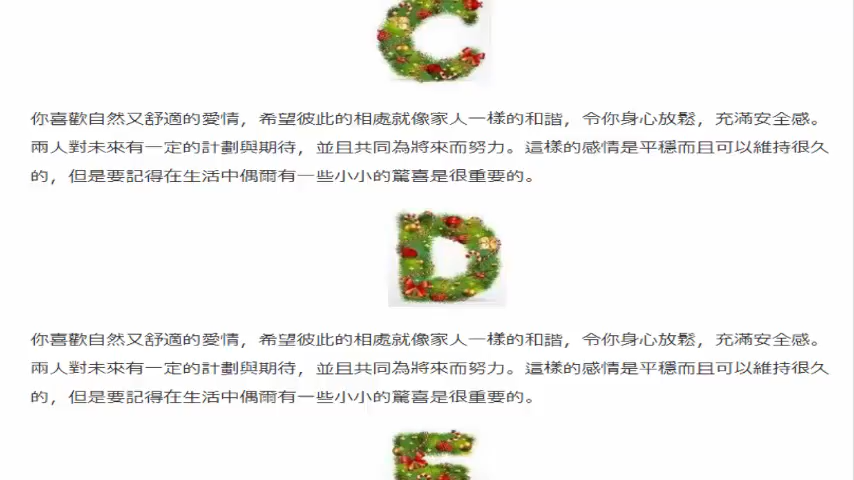 C
你喜歡自然又舒適的愛情，希望彼此的相處就像家人一樣的和諧，令你身心放鬆，充滿安全感。
兩人對未來有一定的計劃與期待，並且共同為將來而努力。這樣的感情是平穩而且可以維持很久
的，但是要記得在生活中偶爾有一些小小的驚喜是很重要的。
D
你喜歡自然又舒適的愛情，希望彼此的相處就像家人一樣的和諧，令你身心放鬆，充滿安全感。
兩人對未來有一定的計劃與期待，並且共同為將來而努力。這樣的感情是平穩而且可以維持很久
的，但是要記得在生活中偶爾有一些小小的驚喜是很重要的。
E